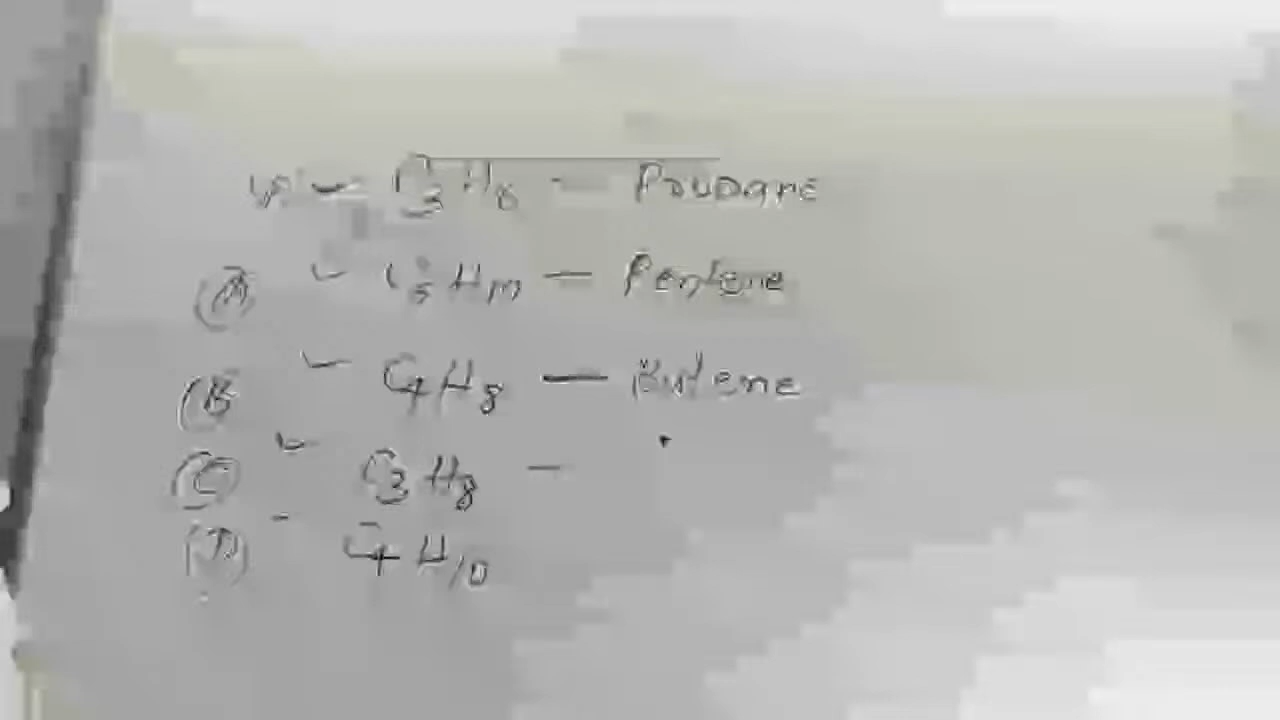 C3H8 — Propane
(A) C5H10 — Pentene
(B) C4H8 — Butene
(C) C3H8 —
(D) C4H10